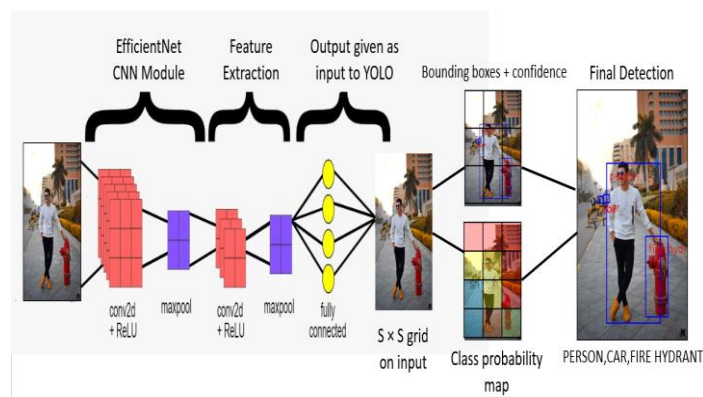 EfficientNet
CNN Module
Feature
Extraction
Output given as
input to YOLO
Bounding boxes + confidence
Final Detection
conv2d
+ ReLU
maxpool
conv2d
+ ReLU
maxpool
fully
connected
S × S grid
on input
Class probability
map
PERSON,CAR,FIRE HYDRANT